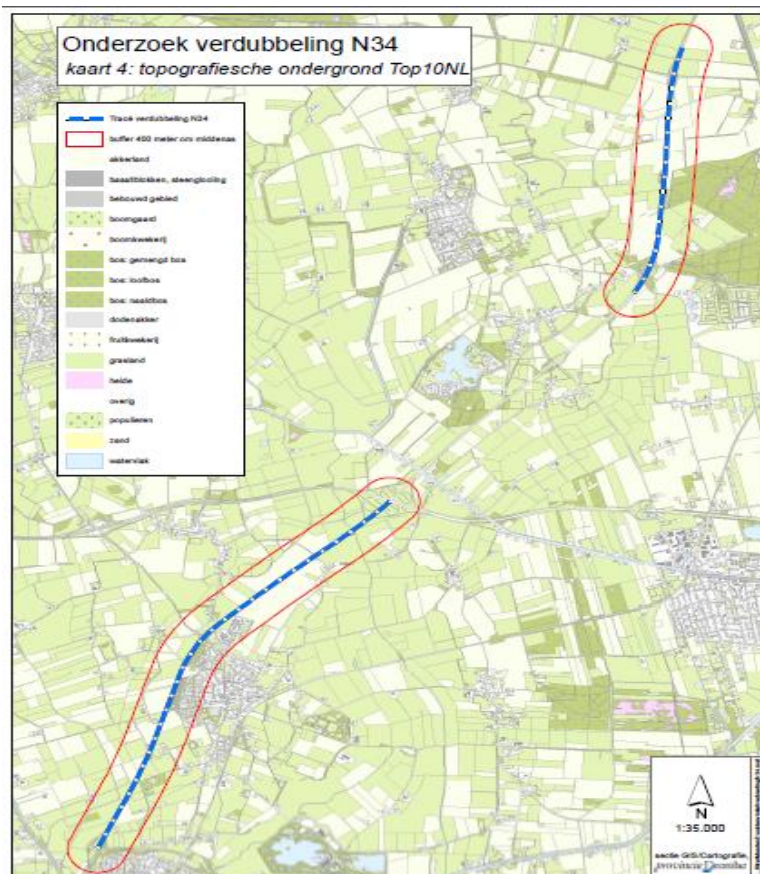 Onderzoek verdubbeling N34
kaart 4: topografiesche ondergrond Top10NL
Tracé verdubbeling N34
buffer 400 meter om middenas
akkerland
basaltblokken, steenglooiing
bebouwd gebied
boomgaard
boomkwekerij
bos: gemengd bos
bos: loofbos
bos: naaldbos
dodenakker
fruitkwekerij
grasland
heide
overig
populieren
zand
watervlak
N
1:35.000
sectie GIS/Cartografie,
provincie Drenthe